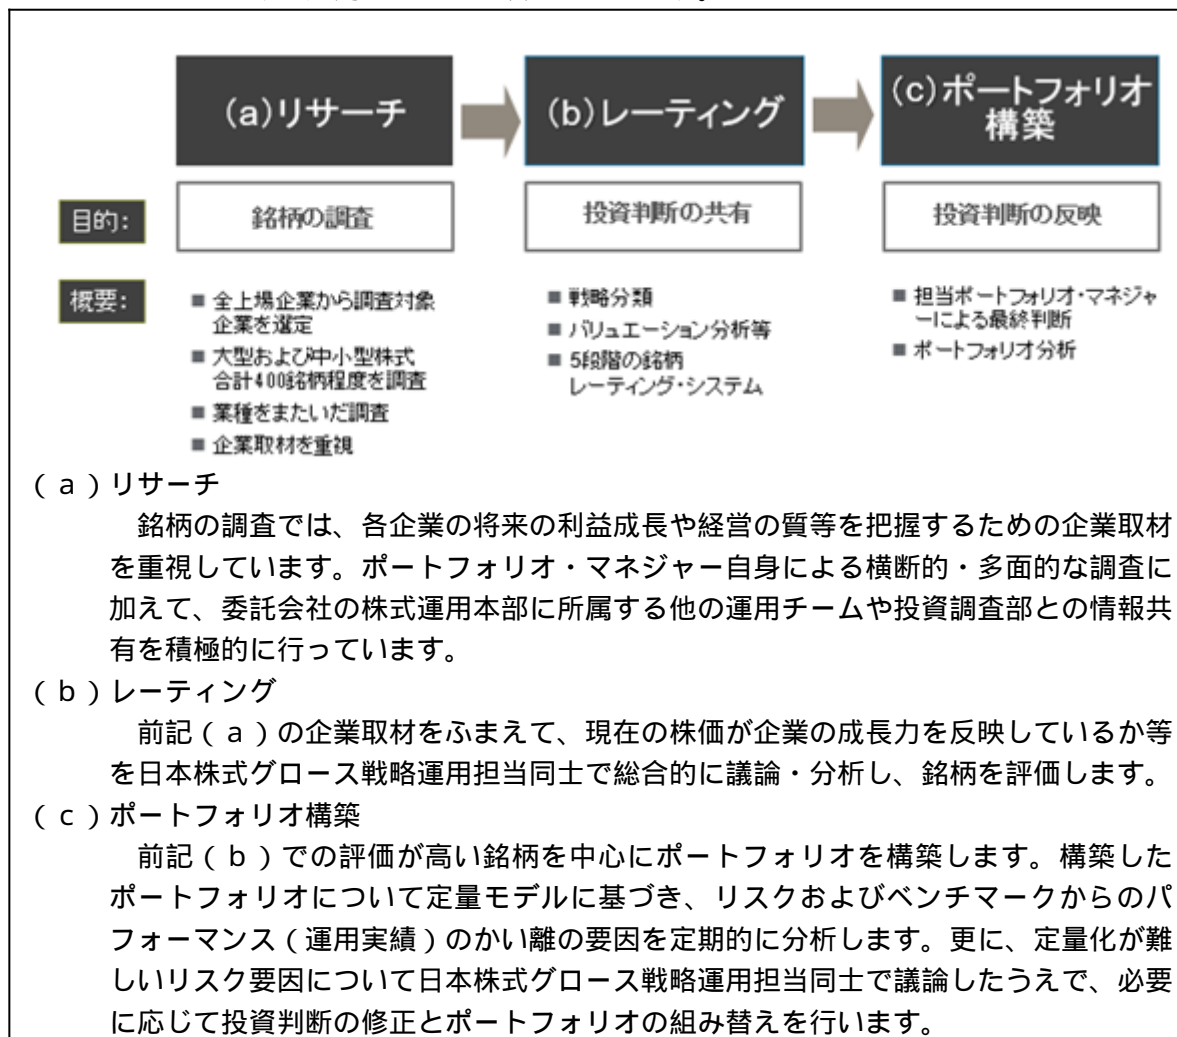 (a)リサーチ
(b)レーティング
(c)ポートフォリオ
構築
目的:
銘柄の調査
投資判断の共有
投資判断の反映
概要:
■ 全上場企業から調査対象
企業を選定
■ 大型および中小型株式
合計400銘柄程度を調査
■ 業種をまたいだ調査
■ 企業取材を重視
■ 戦略分類
■ バリュエーション分析等
■ 5段階の銘柄
レーティング・システム
■ 担当ポートフォリオ・マネジャ
ーによる最終判断
■ ポートフォリオ分析
(a)リサーチ
銘柄の調査では、各企業の将来の利益成長や経営の質等を把握するための企業取材
を重視しています。ポートフォリオ・マネジャー自身による横断的・多面的な調査に
加えて、委託会社の株式運用本部に所属する他の運用チームや投資調査部との情報共
有を積極的に行っています。
(b)レーティング
前記(a)の企業取材をふまえて、現在の株価が企業の成長力を反映しているか等
を日本株式グロース戦略運用担当同士で総合的に議論・分析し、銘柄を評価します。
(c)ポートフォリオ構築
前記(b)での評価が高い銘柄を中心にポートフォリオを構築します。構築した
ポートフォリオについて定量モデルに基づき、リスクおよびベンチマークからのパ
フォーマンス(運用実績)のかい離の要因を定期的に分析します。更に、定量化が難
しいリスク要因について日本株式グロース戦略運用担当同士で議論したうえで、必要
に応じて投資判断の修正とポートフォリオの組み替えを行います。